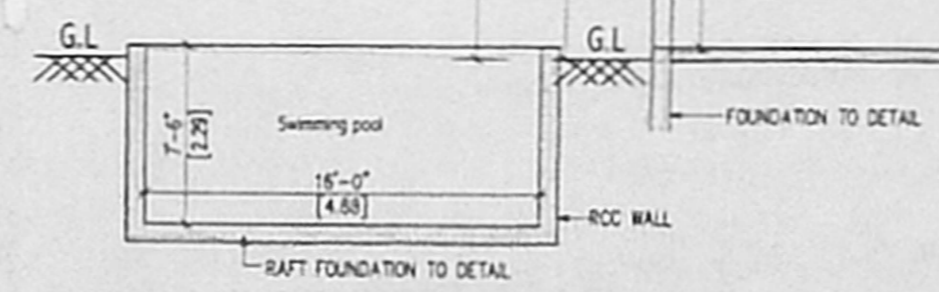 G.L
G.L
7'-6"
[2.29]
Swimming pool
16'-0"
[4.88]
FOUNDATION TO DETAIL
RCC WALL
RAFT FOUNDATION TO DETAIL